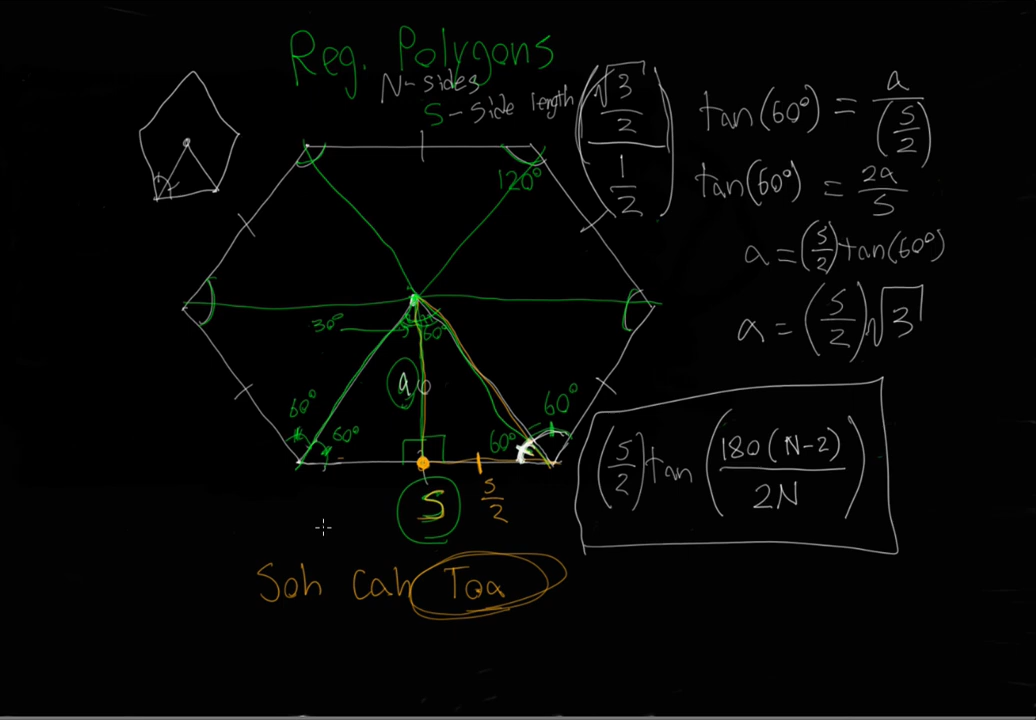 Reg. Polygons
N-sides
S - Side length
120°
30°
60°
a
60°
60°
60°
60°
S
S/2
Soh Cah Toa
(√3/2 / 1/2)
tan(60°) = a/(S/2)
tan(60°) = 2a/S
a = (S/2)tan(60°)
a = (S/2)√3
(S/2)tan(180(N-2)/2N)